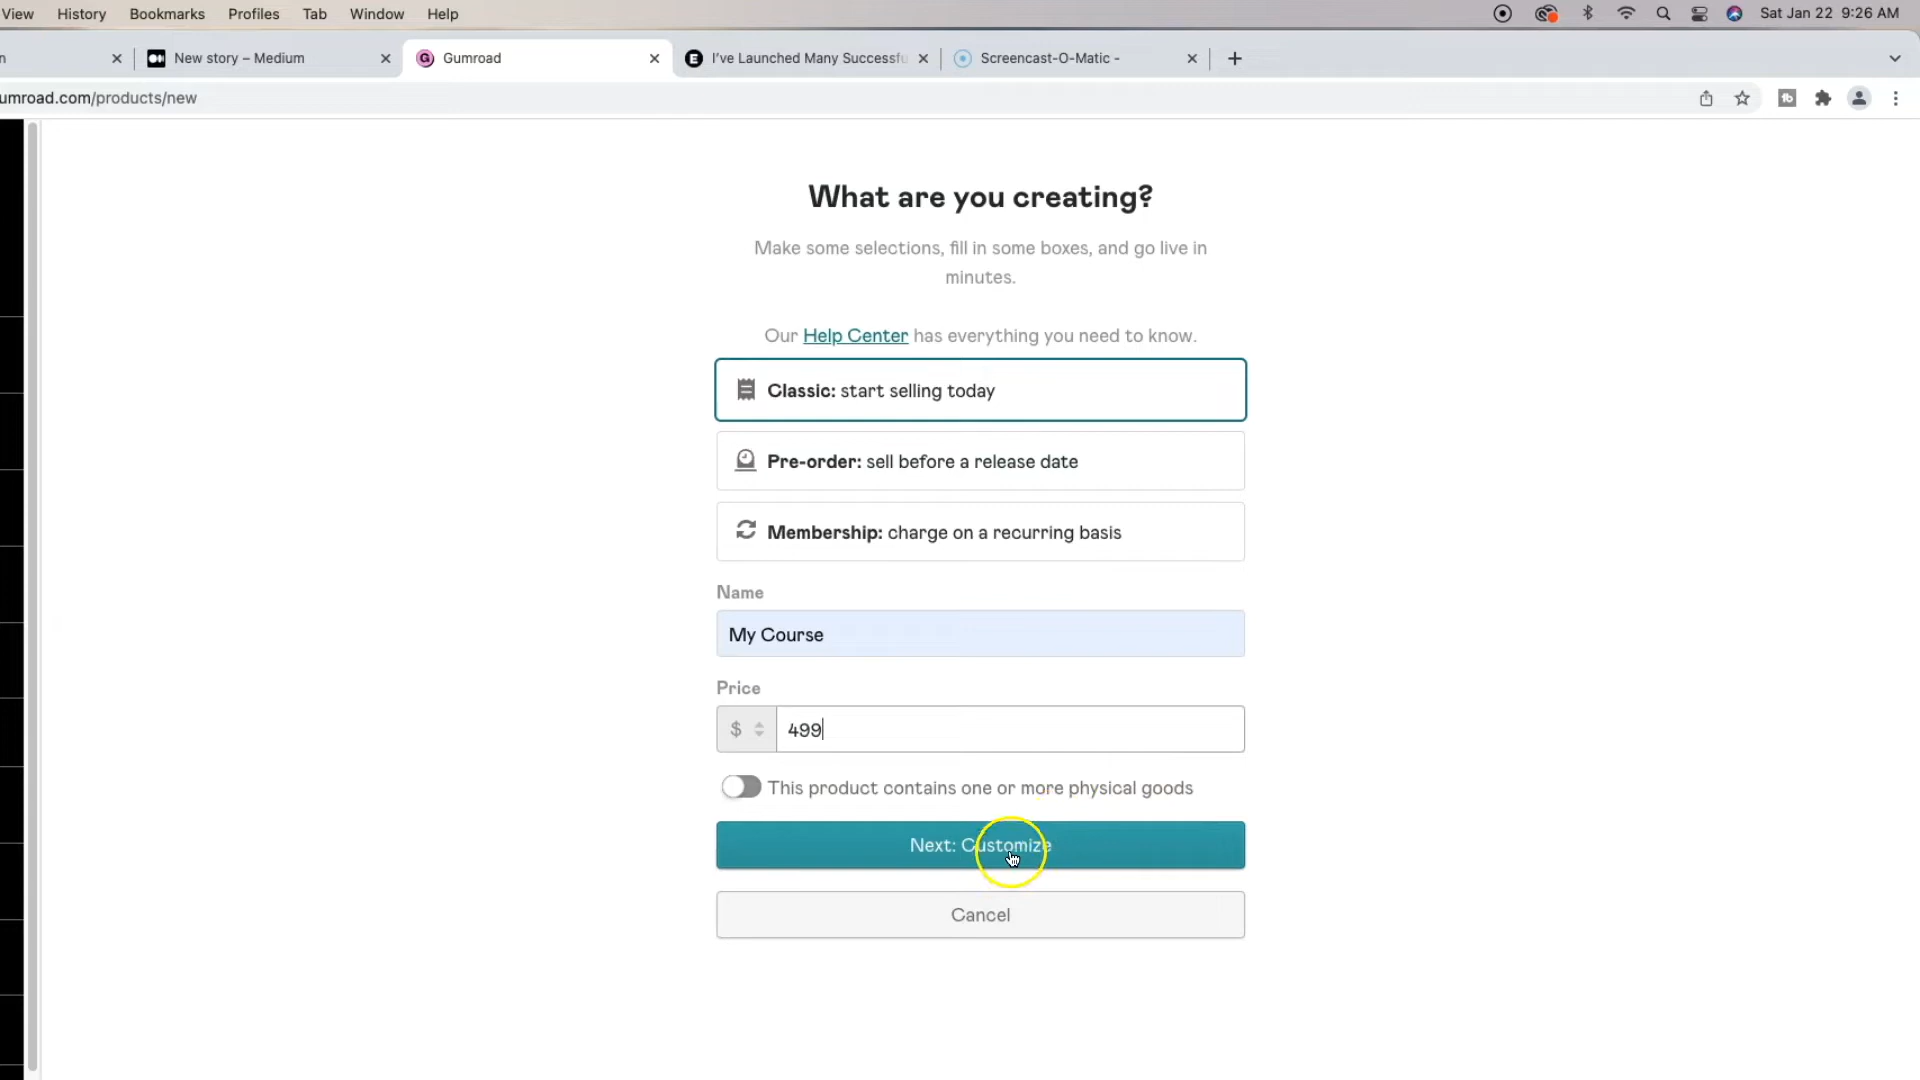 View History Bookmarks Profiles Tab Window Help Sat Jan 22 9:26 AM
n New story – Medium Gumroad I've Launched Many Successfu Screencast-O-Matic -
umroad.com/products/new
What are you creating?
Make some selections, fill in some boxes, and go live in
minutes.
Our Help Center has everything you need to know.
Classic: start selling today
Pre-order: sell before a release date
Membership: charge on a recurring basis
Name
My Course
Price
$ 499
This product contains one or more physical goods
Next: Customize
Cancel